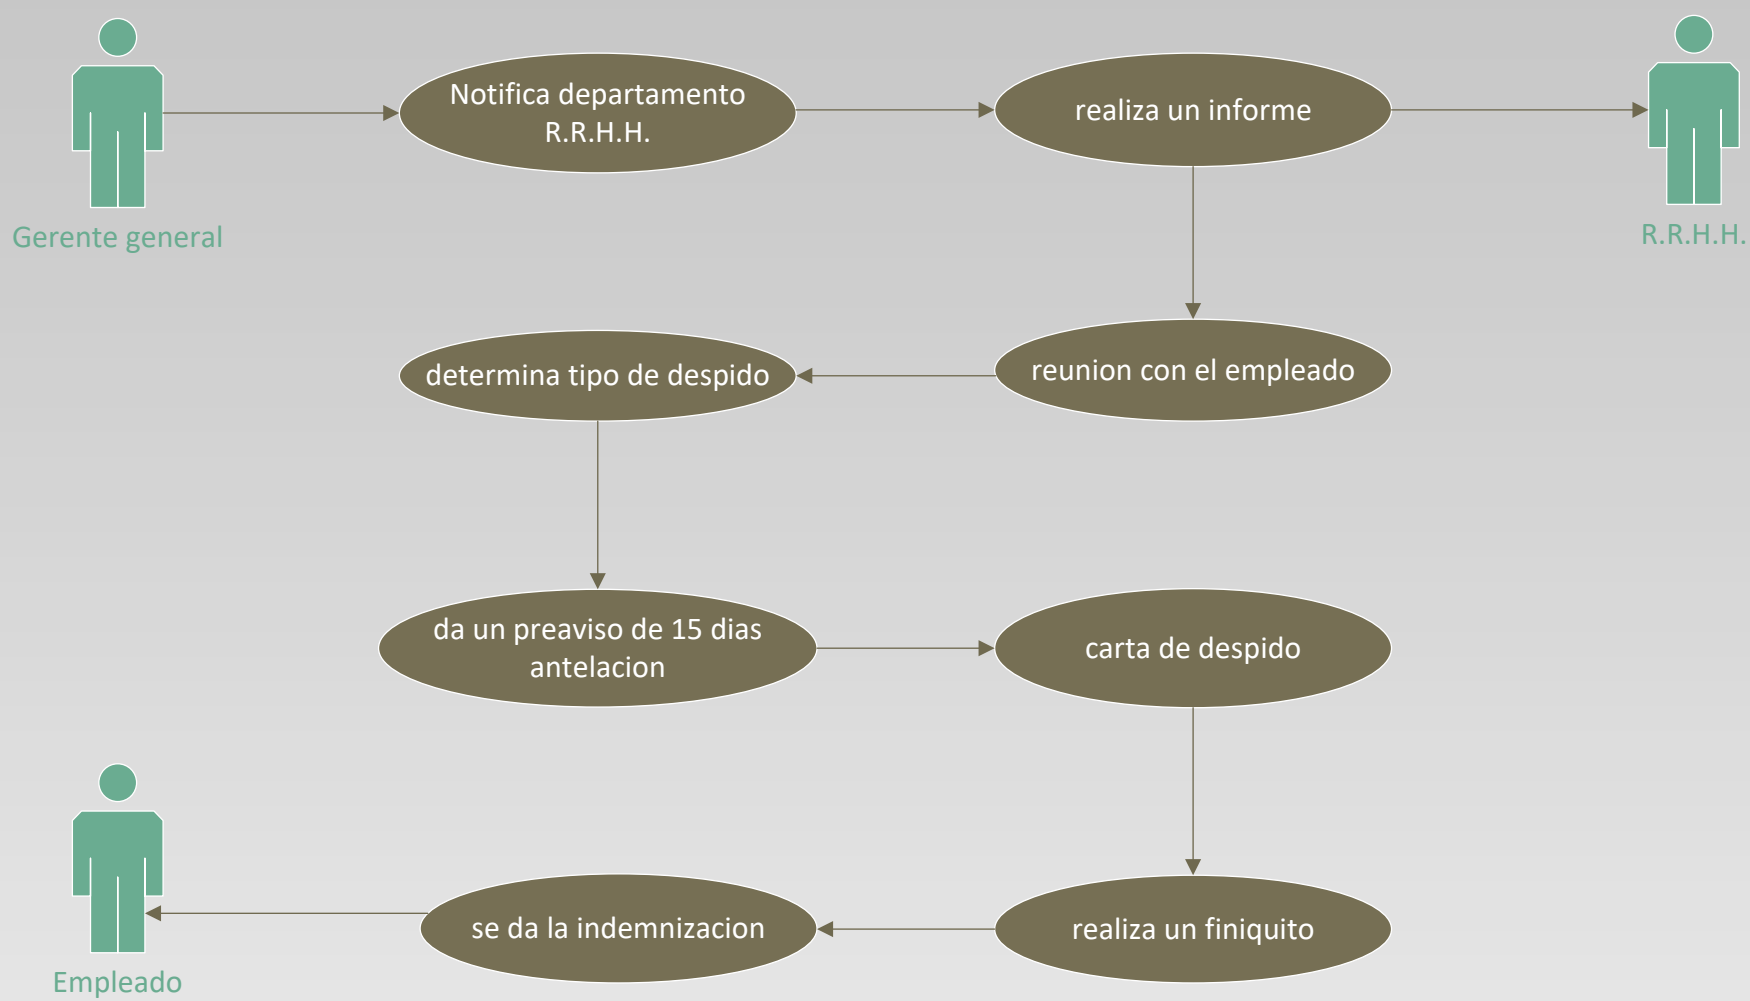 Notifica departamento
R.R.H.H.
realiza un informe
Gerente general
R.R.H.H.
determina tipo de despido
reunion con el empleado
da un preaviso de 15 dias
antelacion
carta de despido
se da la indemnizacion
realiza un finiquito
Empleado